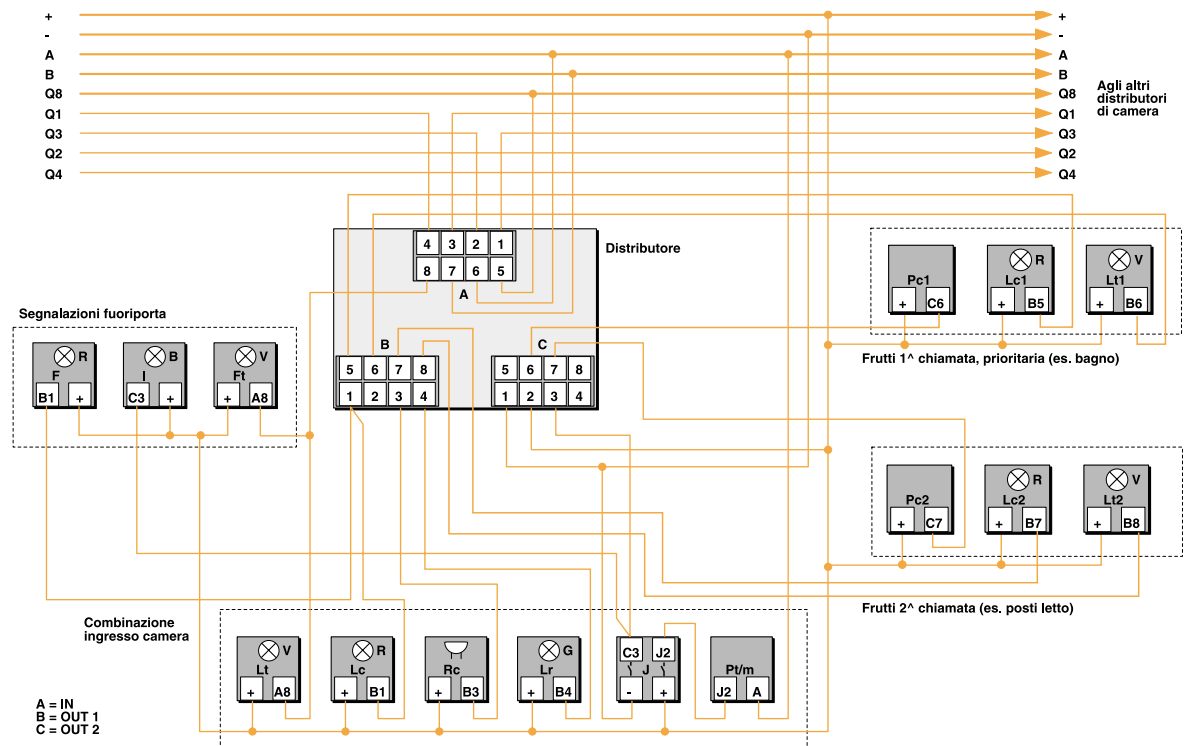 + +
- -
A A
B B
Q8 Q8
Q1 Q1
Q3 Q3
Q2 Q2
Q4 Q4
Agli altri
distributori
di camera
4 3 2 1
8 7 6 5
A
Distributore
B
5 6 7 8
1 2 3 4
C
5 6 7 8
1 2 3 4
Segnalazioni fuoriporta
R
F
B1 +
B
I
C3 +
V
Ft
+ A8
Pc1
+ C6
R
Lc1
+ B5
V
Lt1
+ B6
Frutti 1^ chiamata, prioritaria (es. bagno)
Pc2
+ C7
R
Lc2
+ B7
V
Lt2
+ B8
Frutti 2^ chiamata (es. posti letto)
Combinazione
ingresso camera
V
Lt
+ A8
R
Lc
+ B1
Rc
+ B3
G
Lr
+ B4
C3 J2
J
- +
Pt/m
J2 A
A = IN
B = OUT 1
C = OUT 2